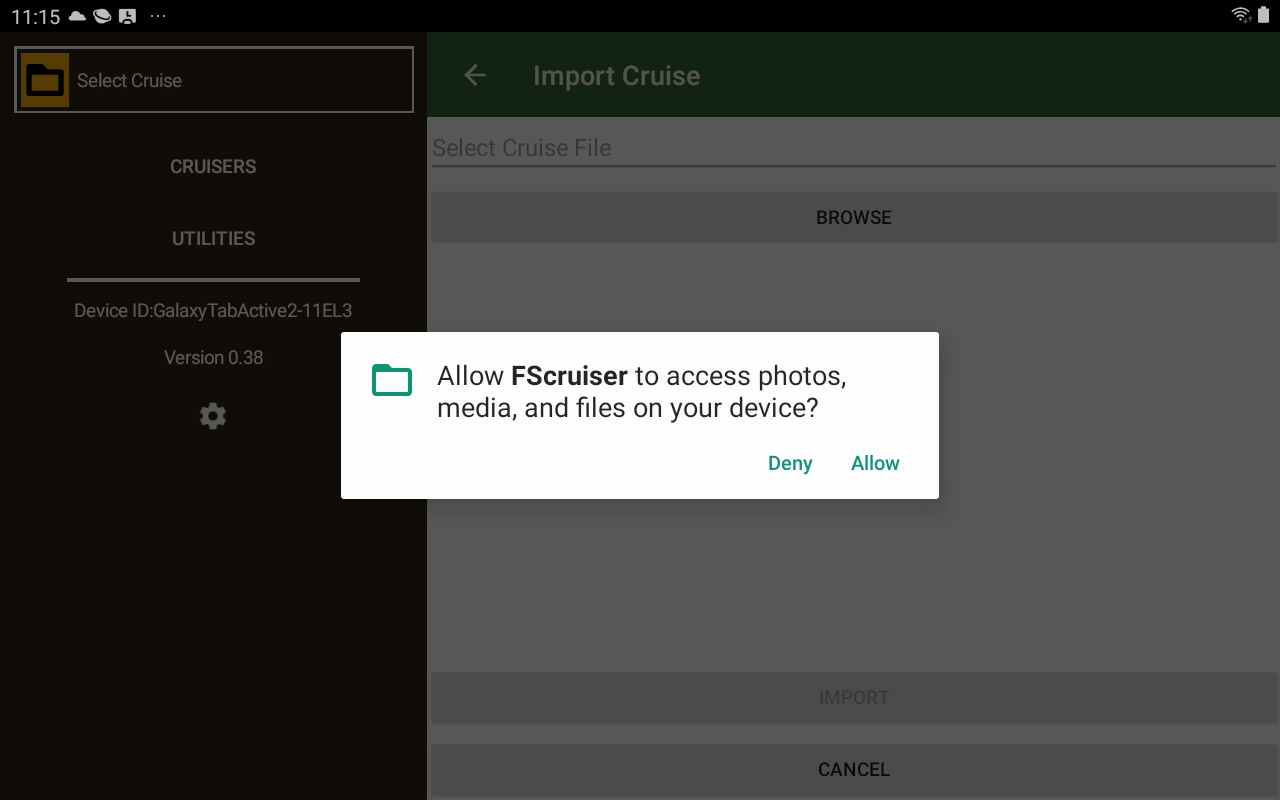 11:15 ...
Select Cruise
CRUISERS
UTILITIES
Device ID:GalaxyTabActive2-11EL3
Version 0.38
Import Cruise
Select Cruise File
BROWSE
Allow FScruiser to access photos,
media, and files on your device?
Deny Allow
IMPORT
CANCEL